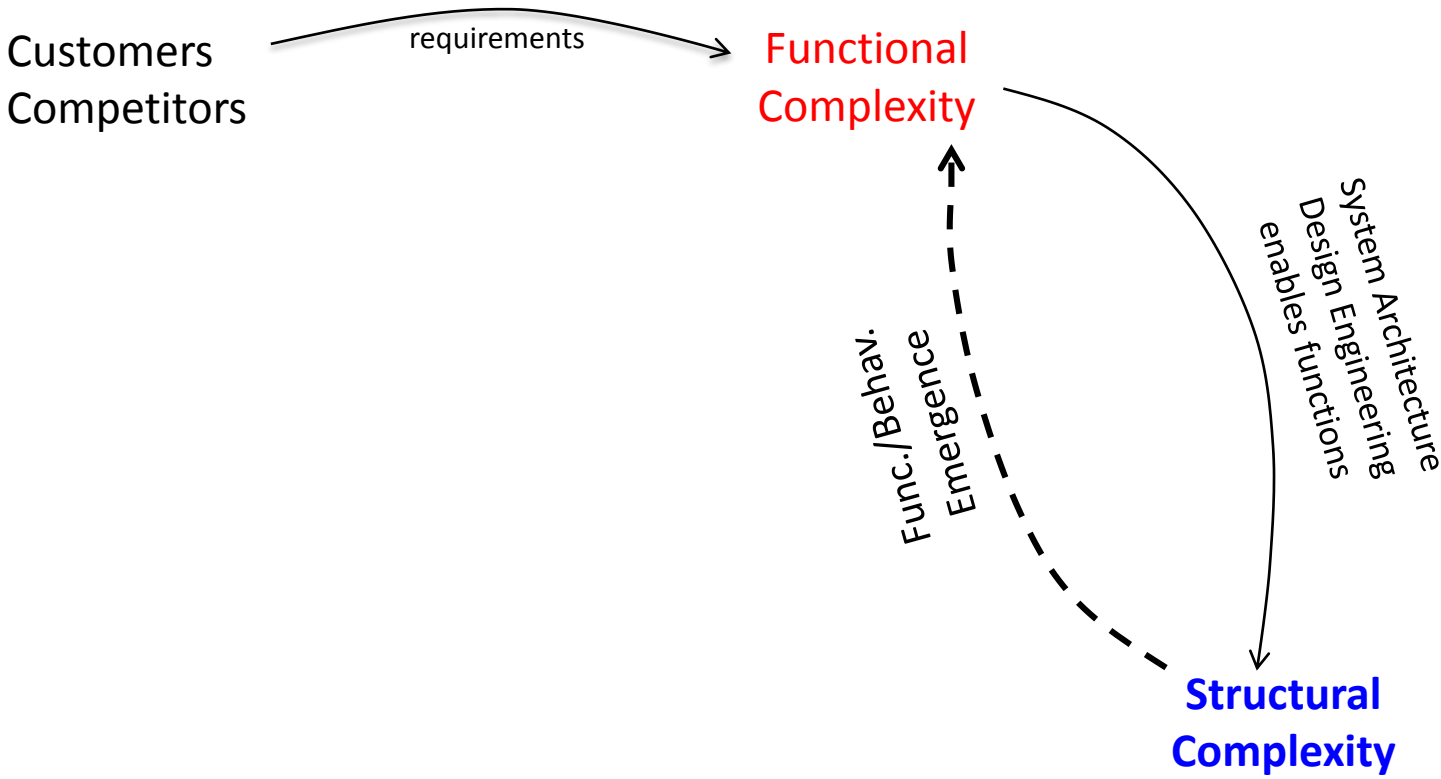 Customers
Competitors
requirements
Functional
Complexity
System Architecture
Design Engineering
enables functions
Func./Behav.
Emergence
Structural
Complexity